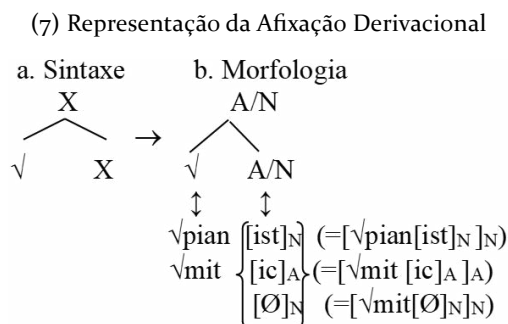 (7) Representação da Afixação Derivacional
a. Sintaxe b. Morfologia
X A/N
→
√ X √ A/N
↕ ↕
√pian [ist]N (=[√pian[ist]N ]N)
√mit [ic]A (=[√mit [ic]A ]A)
[Ø]N (=[√mit[Ø]N]N)